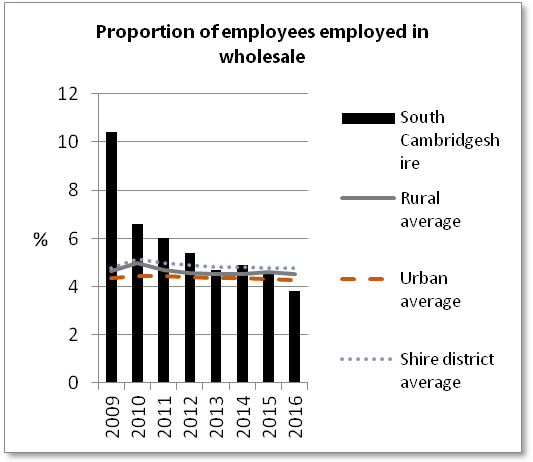 Proportion of employees employed in
wholesale
12
10
8
6
4
2
0
%
2009
2010
2011
2012
2013
2014
2015
2016
South
Cambridgesh
ire
Rural
average
Urban
average
Shire district
average